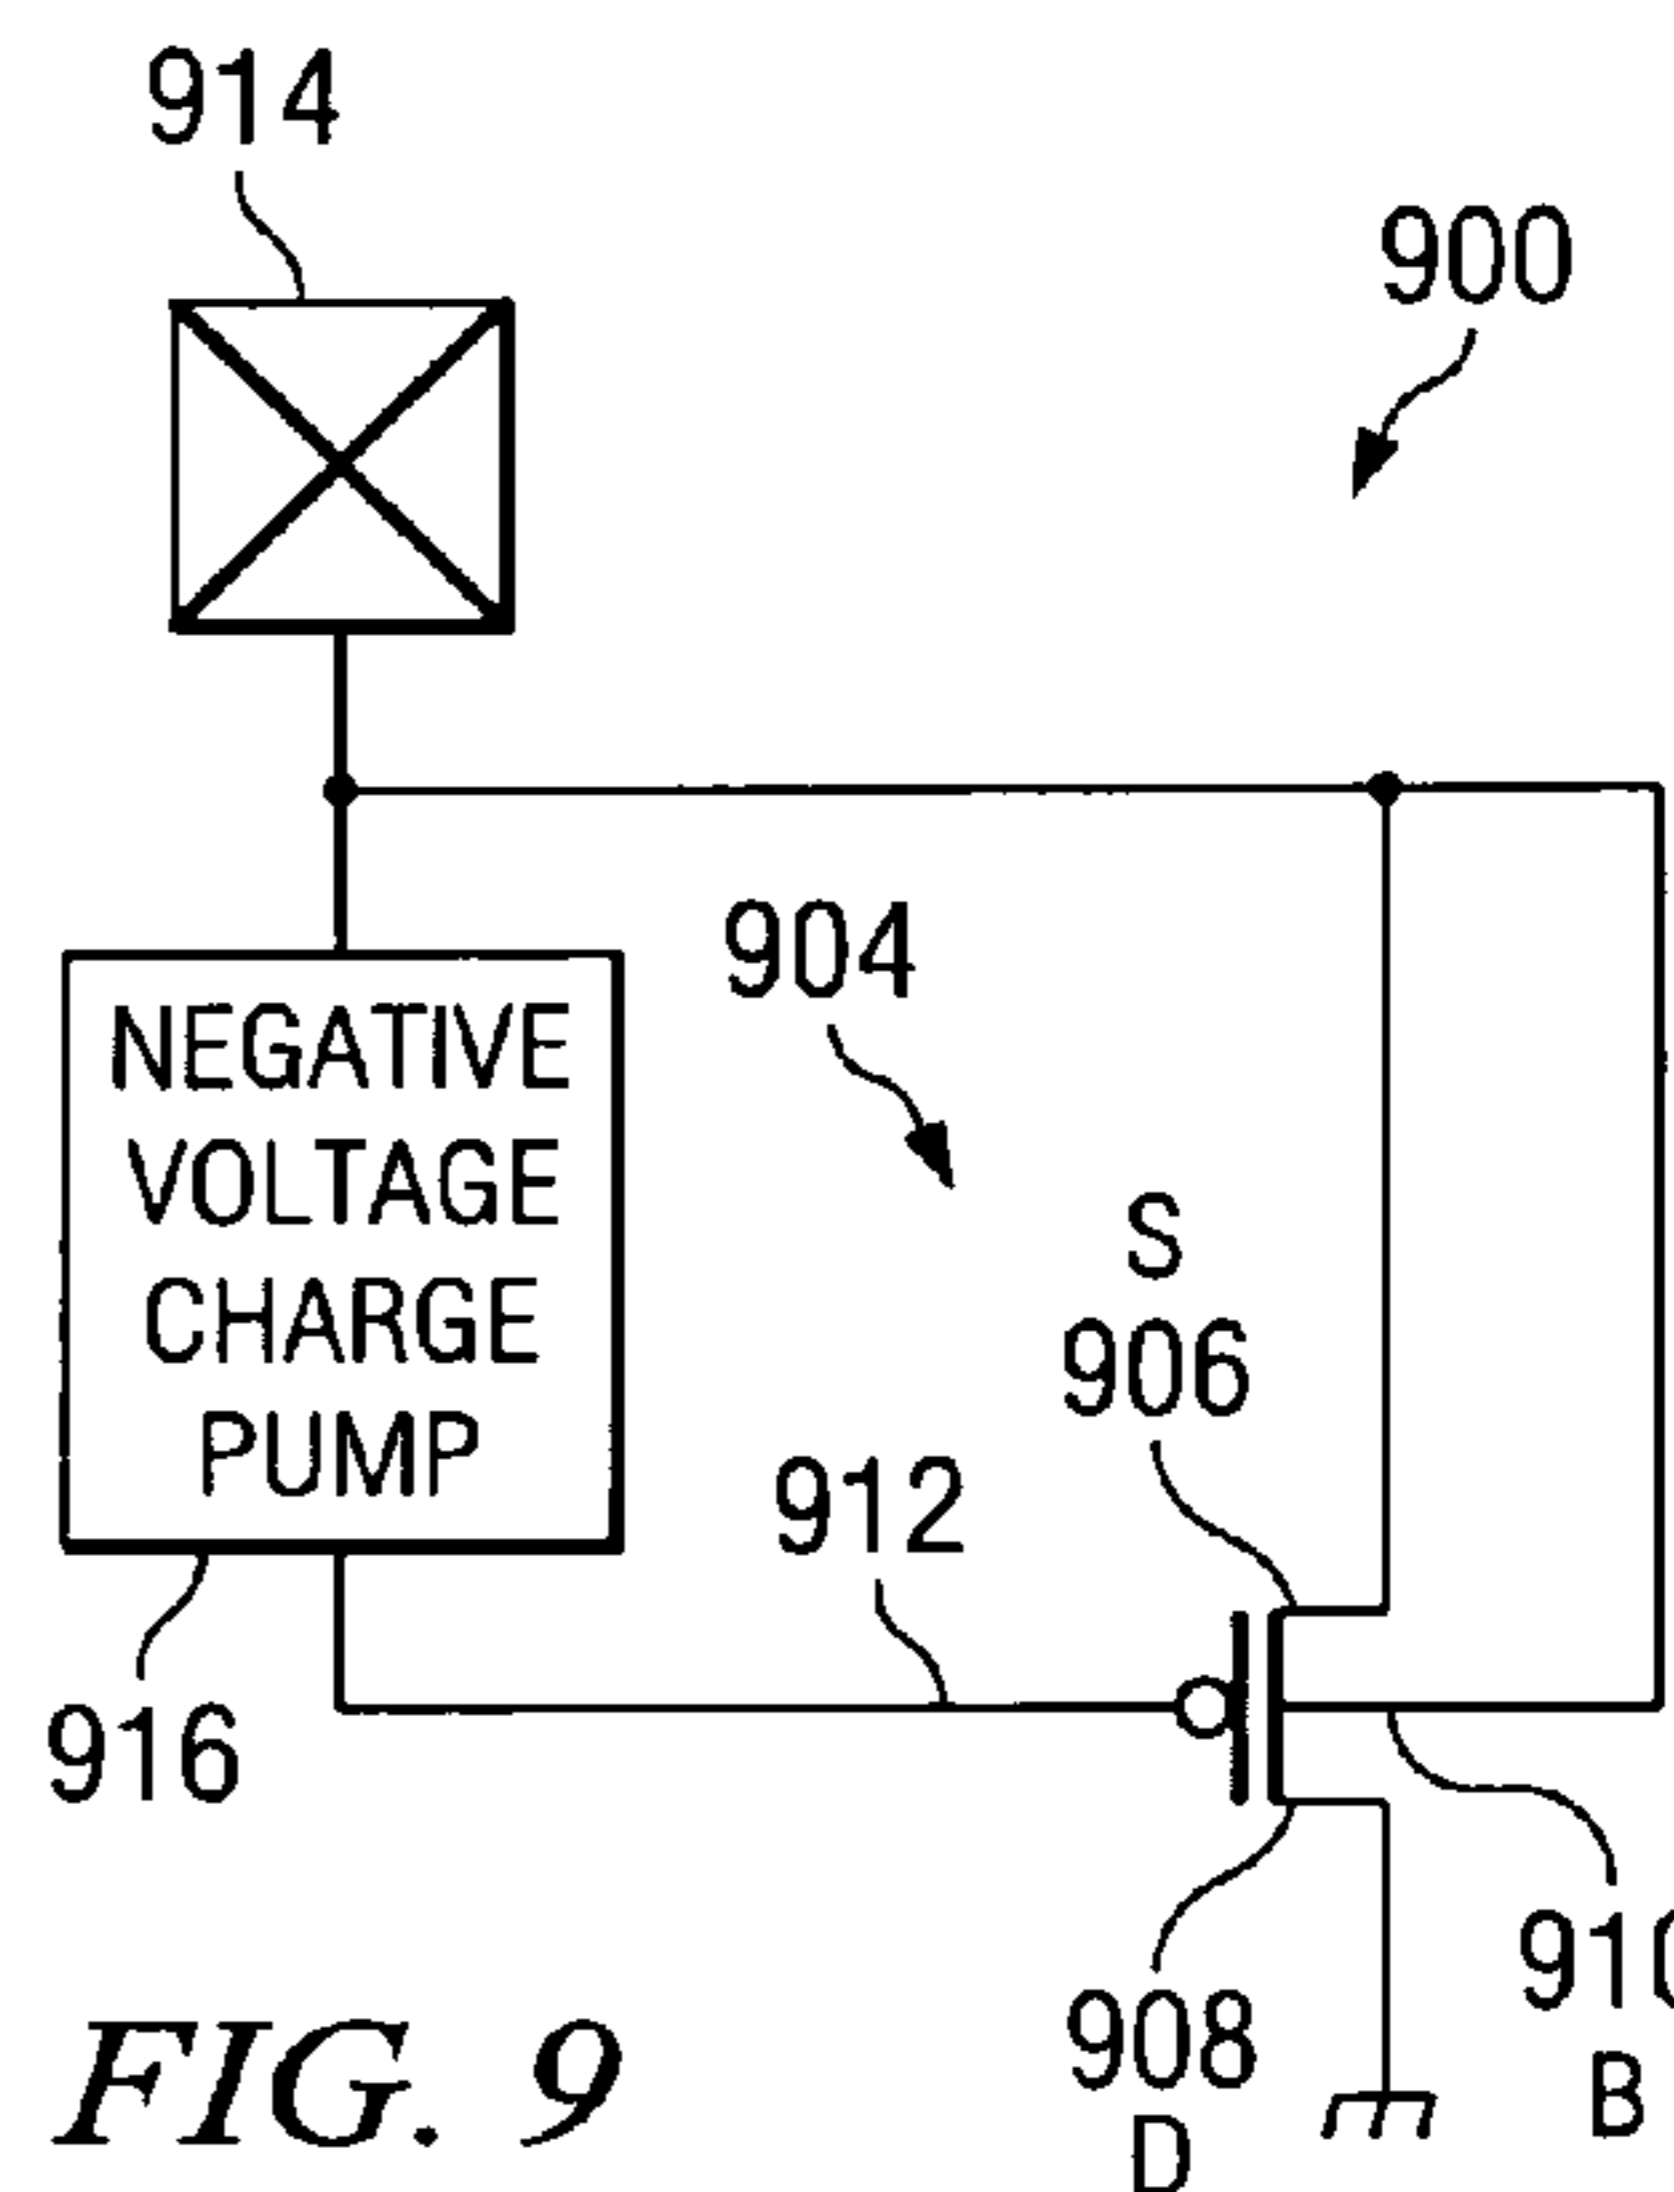 914
900
904
NEGATIVE
VOLTAGE
CHARGE
PUMP
S
906
912
916
908
D
B
FIG. 9